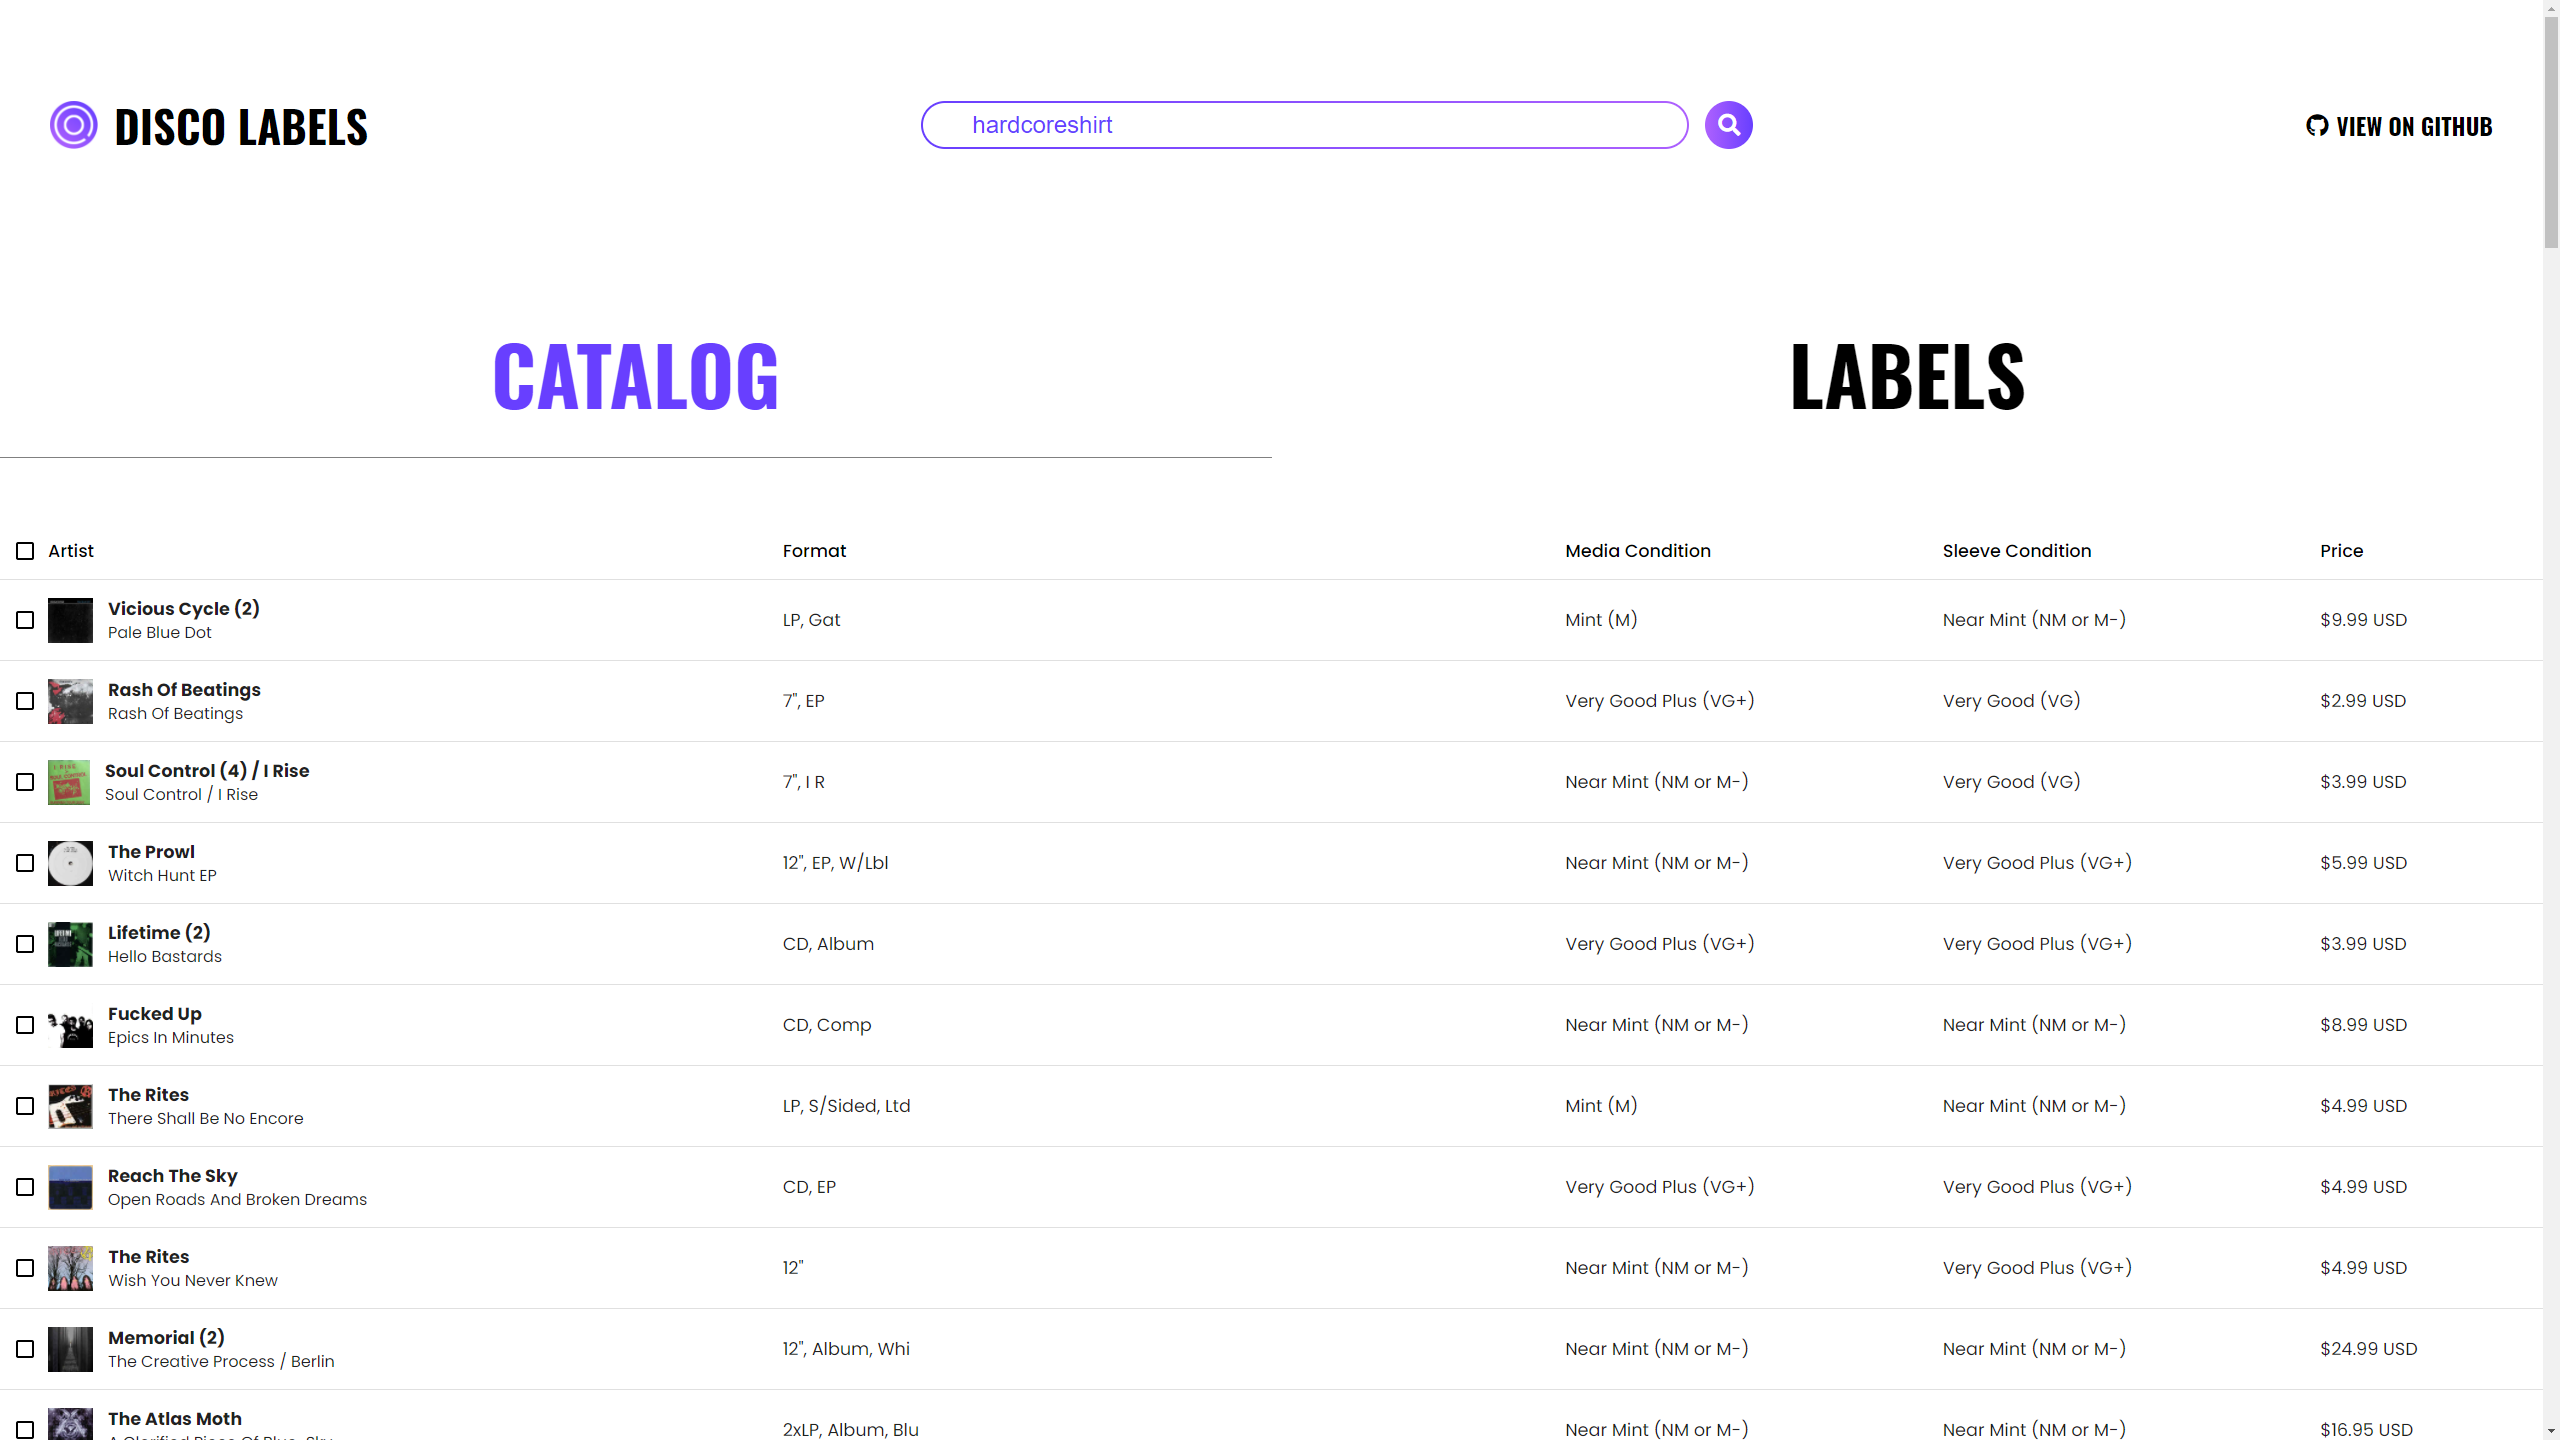 DISCO LABELS
hardcoreshirt
VIEW ON GITHUB
CATALOG
LABELS
Artist Format Media Condition Sleeve Condition Price
Vicious Cycle (2)
Pale Blue Dot
LP, Gat Mint (M) Near Mint (NM or M-) $9.99 USD
Rash Of Beatings
Rash Of Beatings
7", EP Very Good Plus (VG+) Very Good (VG) $2.99 USD
Soul Control (4) / I Rise
Soul Control / I Rise
7", I R Near Mint (NM or M-) Very Good (VG) $3.99 USD
The Prowl
Witch Hunt EP
12", EP, W/Lbl Near Mint (NM or M-) Very Good Plus (VG+) $5.99 USD
Lifetime (2)
Hello Bastards
CD, Album Very Good Plus (VG+) Very Good Plus (VG+) $3.99 USD
Fucked Up
Epics In Minutes
CD, Comp Near Mint (NM or M-) Near Mint (NM or M-) $8.99 USD
The Rites
There Shall Be No Encore
LP, S/Sided, Ltd Mint (M) Near Mint (NM or M-) $4.99 USD
Reach The Sky
Open Roads And Broken Dreams
CD, EP Very Good Plus (VG+) Very Good Plus (VG+) $4.99 USD
The Rites
Wish You Never Knew
12" Near Mint (NM or M-) Very Good Plus (VG+) $4.99 USD
Memorial (2)
The Creative Process / Berlin
12", Album, Whi Near Mint (NM or M-) Near Mint (NM or M-) $24.99 USD
The Atlas Moth
A Glorified Piece Of Blue-Sky
2xLP, Album, Blu Near Mint (NM or M-) Near Mint (NM or M-) $16.95 USD